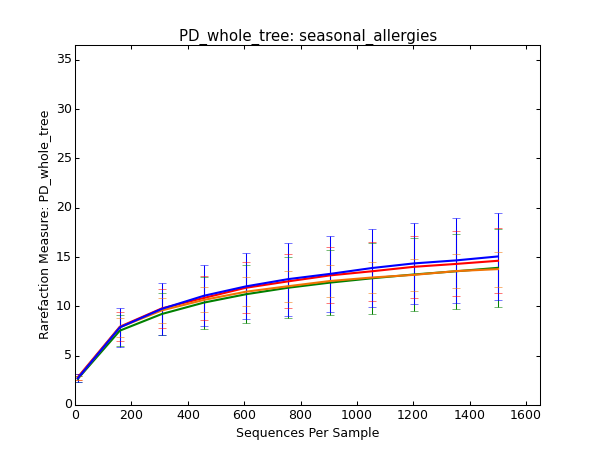 PD_whole_tree: seasonal_allergies
35
30
25
20
15
10
5
0
Rarefaction Measure: PD_whole_tree
0 200 400 600 800 1000 1200 1400 1600
Sequences Per Sample